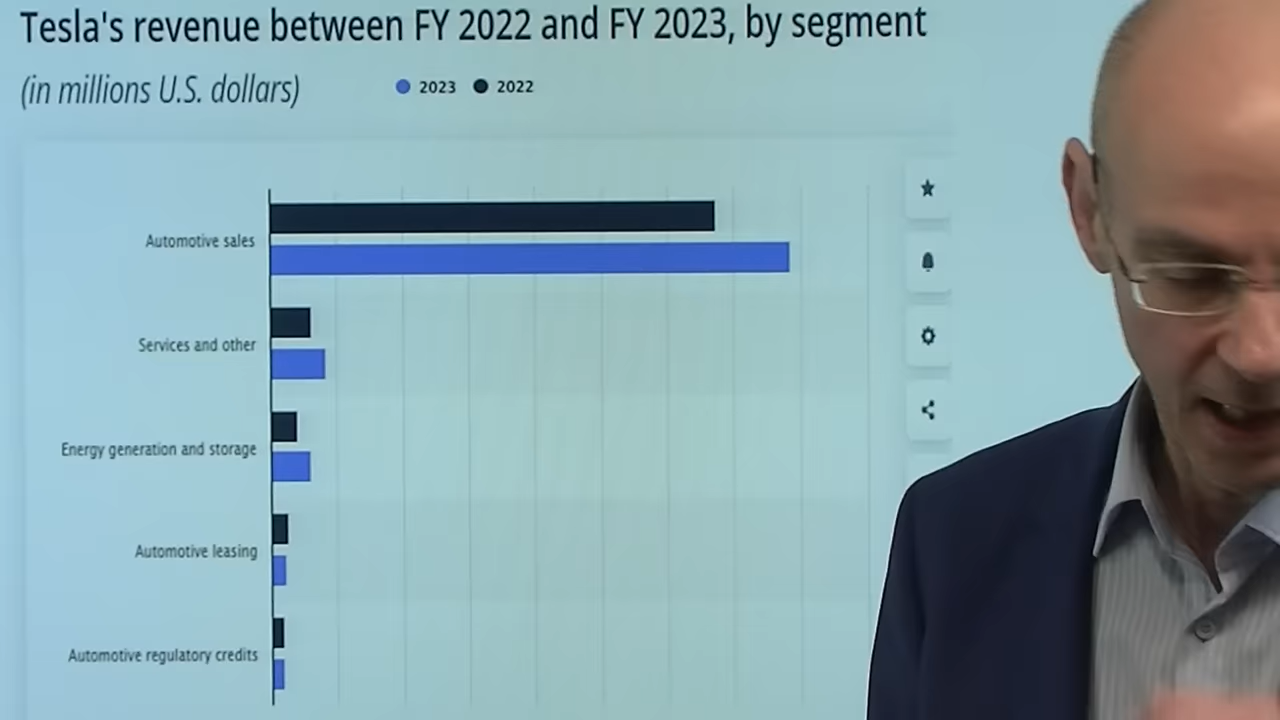 Tesla's revenue between FY 2022 and FY 2023, by segment
(in millions U.S. dollars)
2023 2022
Automotive sales
Services and other
Energy generation and storage
Automotive leasing
Automotive regulatory credits